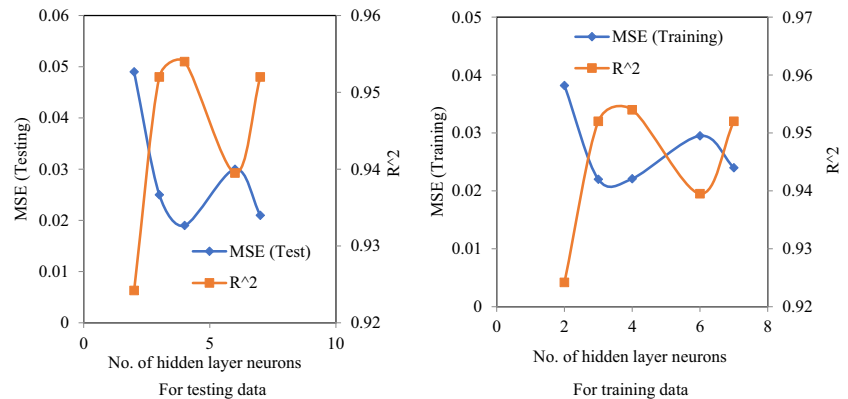 0.06
0.05
0.04
0.03
0.02
0.01
0
MSE (Testing)
0.96
0.95
0.94
0.93
0.92
R^2
MSE (Test)
R^2
0
5
10
No. of hidden layer neurons
For testing data
0.05
0.04
0.03
0.02
0.01
0
MSE (Training)
0.97
0.96
0.95
0.94
0.93
0.92
R^2
MSE (Training)
R^2
0
2
4
6
8
No. of hidden layer neurons
For training data